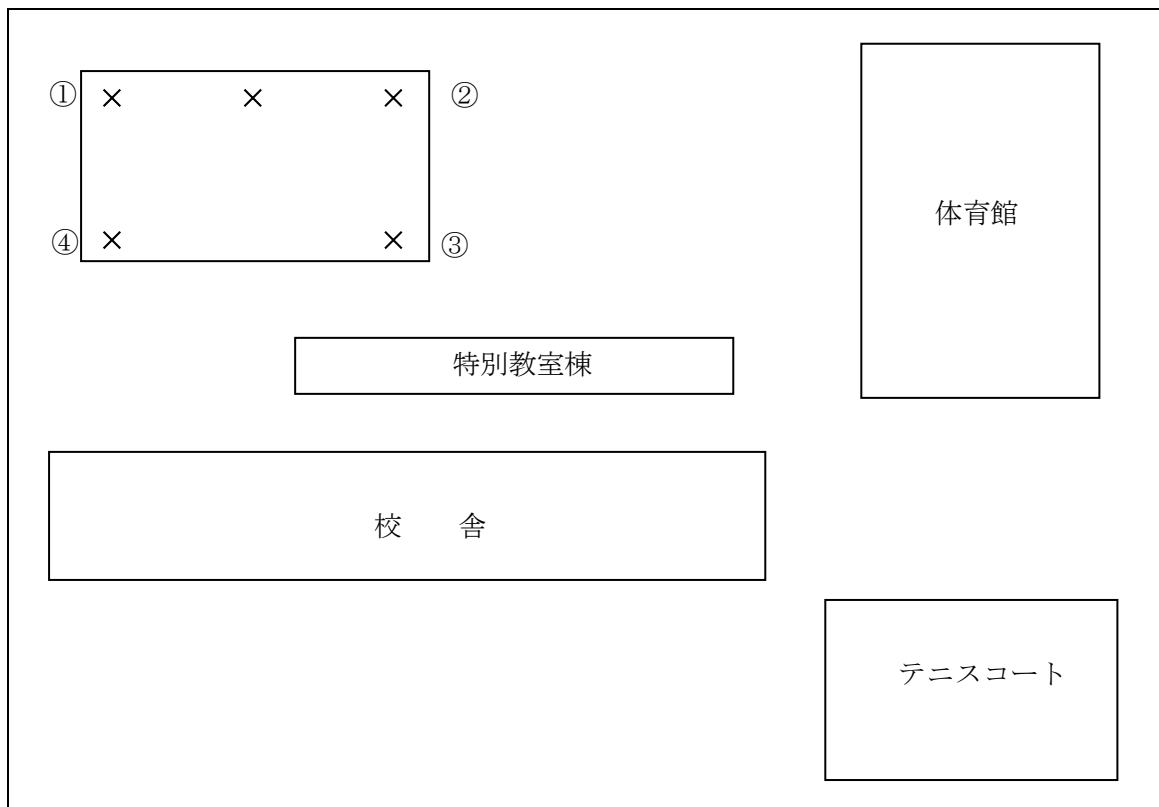 ① × × × ②
体育館
④ × × ③
特別教室棟
校　　舎
テニスコート